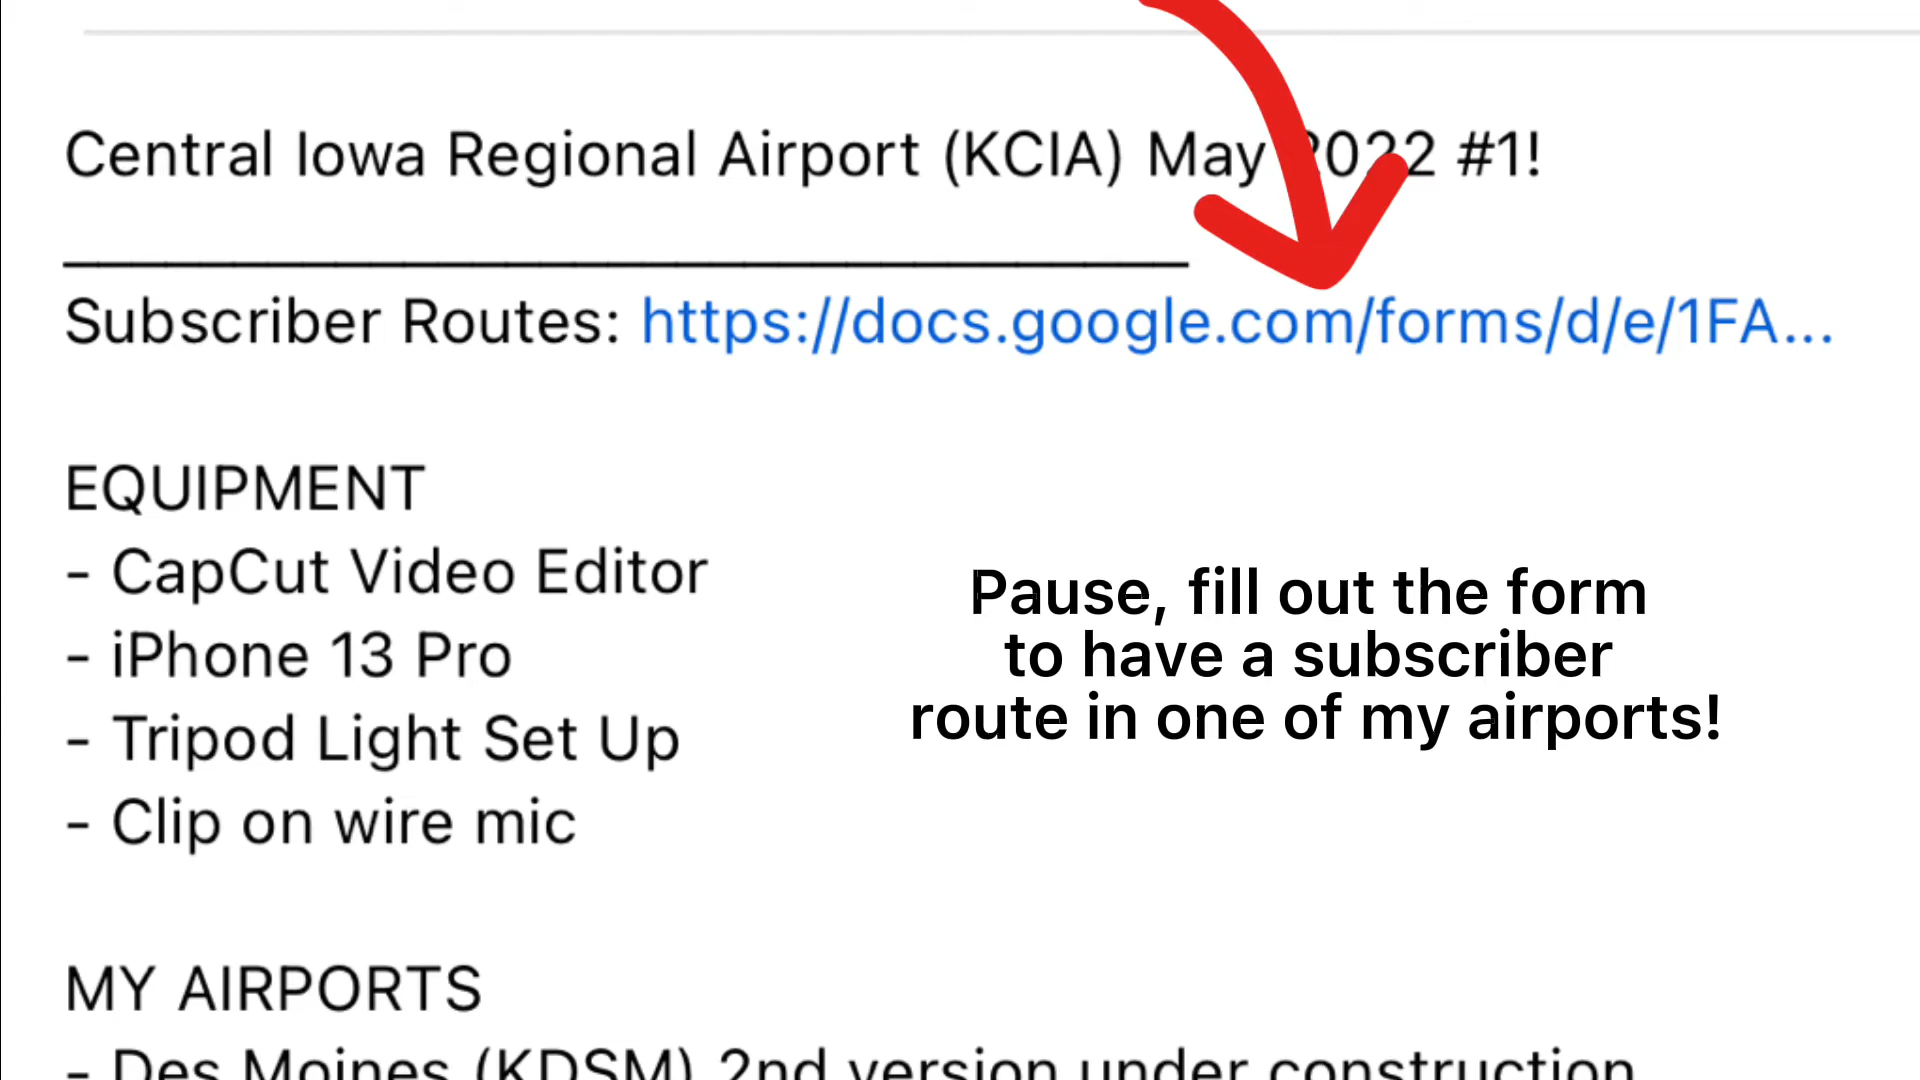 Central Iowa Regional Airport (KCIA) May 2022 #1!
Subscriber Routes: https://docs.google.com/forms/d/e/1FA...
EQUIPMENT
- CapCut Video Editor
- iPhone 13 Pro
- Tripod Light Set Up
- Clip on wire mic
Pause, fill out the form
to have a subscriber
route in one of my airports!
MY AIRPORTS
- Des Moines (KDSM) 2nd version under construction